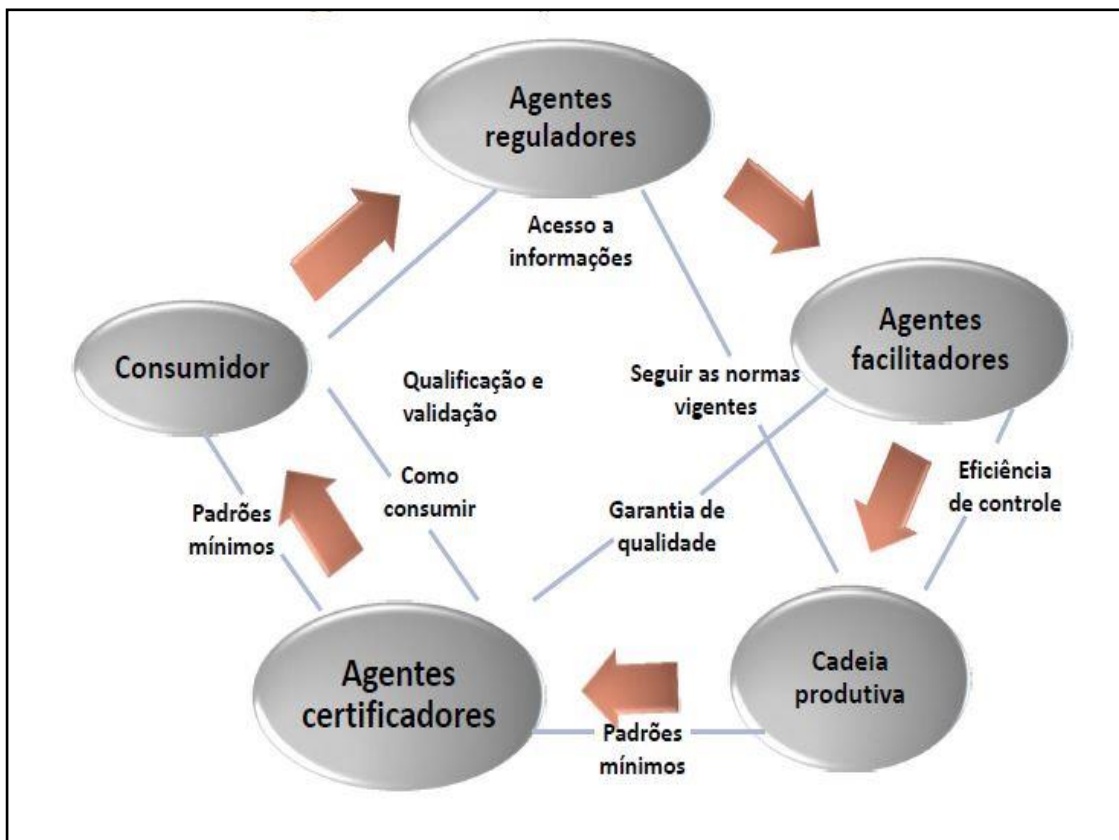 Agentes
reguladores
Acesso a
informações
Agentes
facilitadores
Consumidor
Qualificação e
validação
Seguir as normas
vigentes
Como
consumir
Eficiência
de controle
Padrões
mínimos
Garantia de
qualidade
Agentes
certificadores
Cadeia
produtiva
Padrões
mínimos